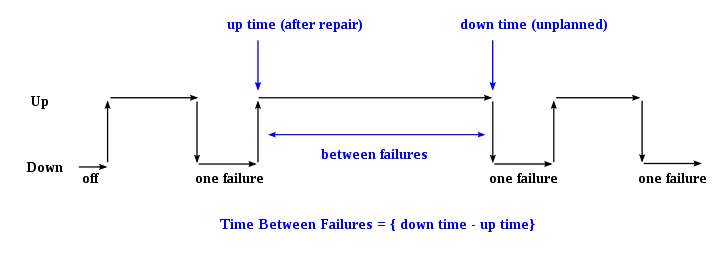 up time (after repair)
down time (unplanned)
Up
between failures
Down
off
one failure
one failure
one failure
Time Between Failures = { down time - up time}